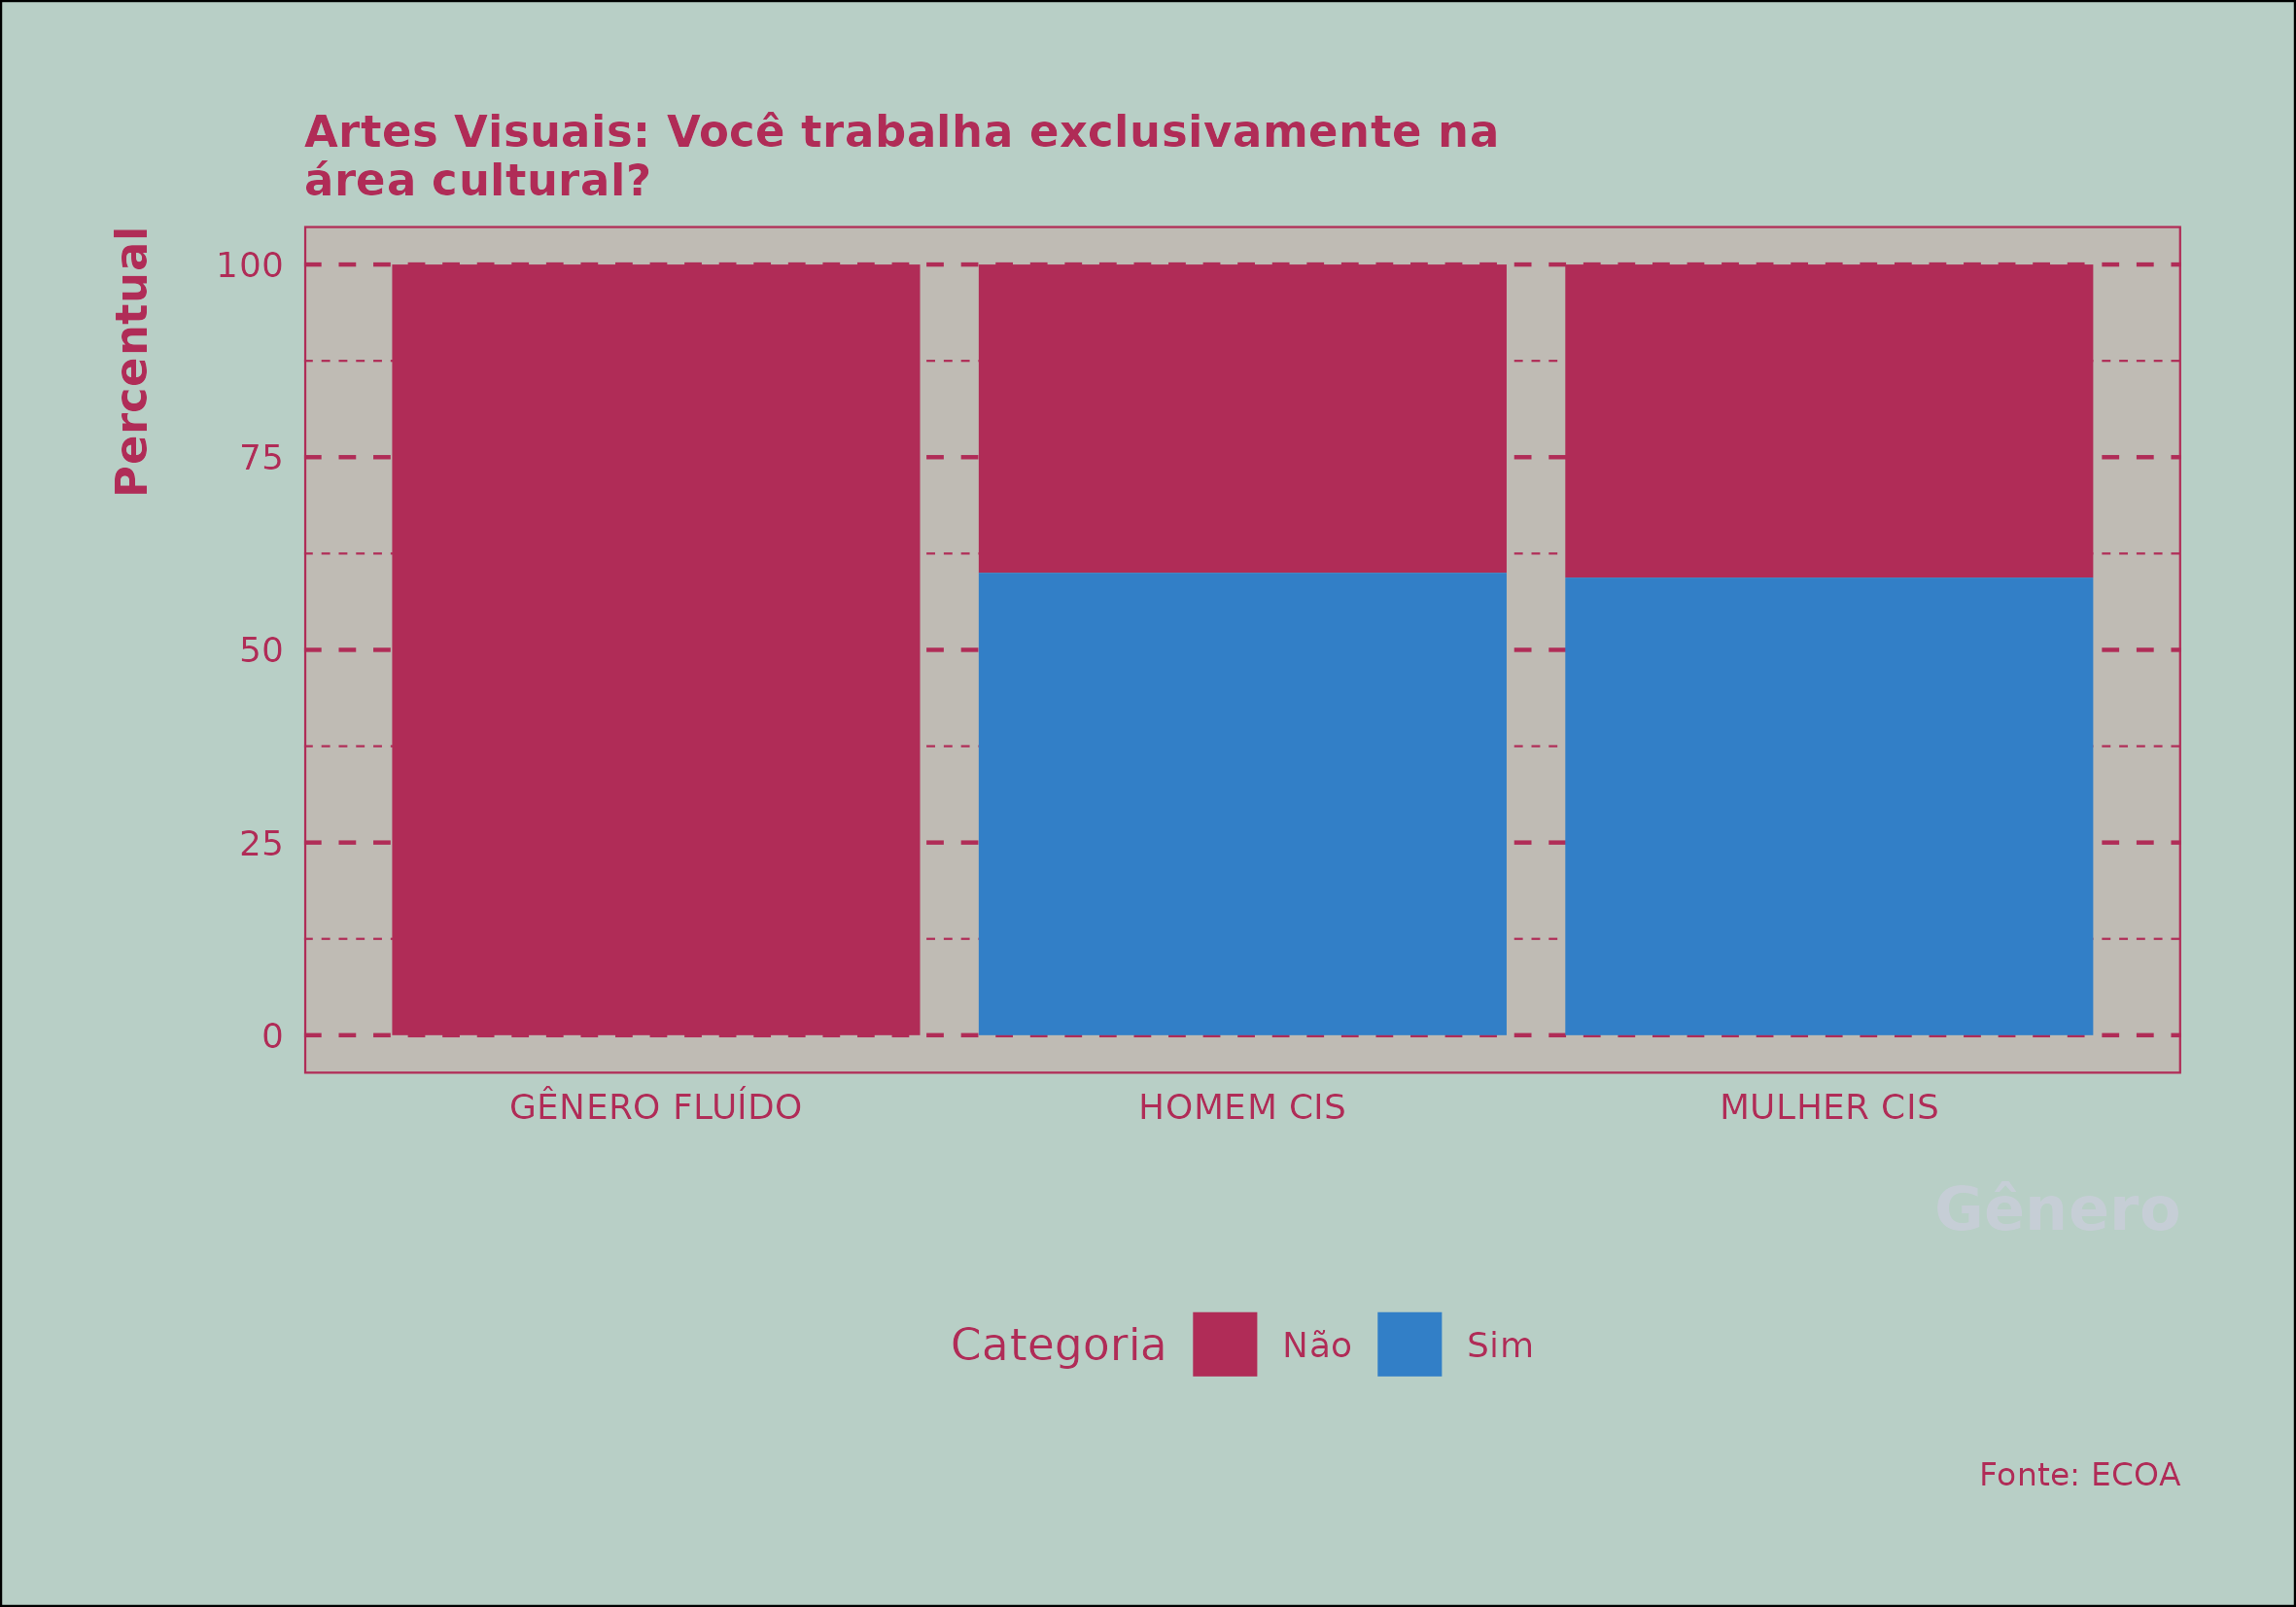 Artes Visuais: Você trabalha exclusivamente na
área cultural?
Percentual
100
75
50
25
0
GÊNERO FLUÍDO
HOMEM CIS
MULHER CIS
Gênero
Categoria
Não
Sim
Fonte: ECOA